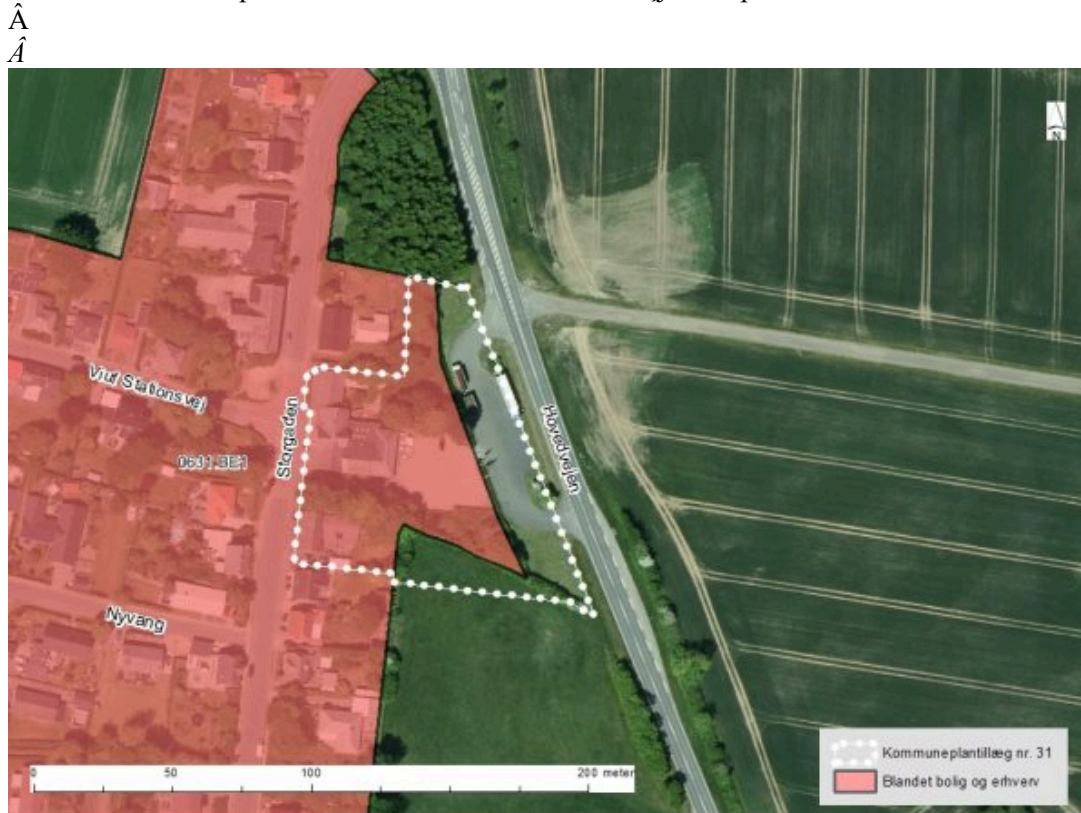 Â
Â
N
Viuf Stationsvej
Storgaden
Hovedvejen
0631-BE1
Nyvang
0 50 100 200 meter
Kommuneplantillæg nr. 31
Blandet bolig og erhverv